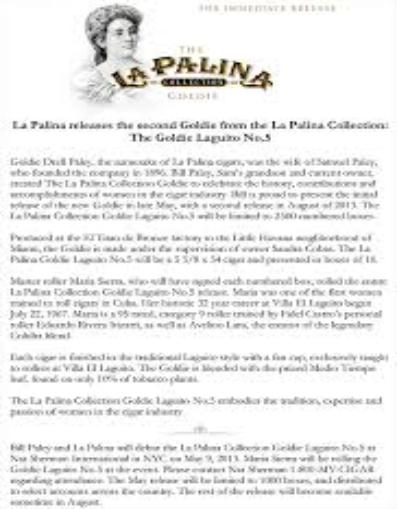 FOR IMMEDIATE RELEASE
THE
LA PALINA
COLLECTION
GOLDIE
La Palina releases the second Goldie from the La Palina Collection:
The Goldie Laguito No.5
Goldie Drell Paley, the namesake of La Palina cigars, was the wife of Samuel Paley,
who founded the company in 1896. Bill Paley, Sam's grandson and current owner,
created The La Palina Collection Goldie to celebrate the history, contributions and
accomplishments of women in the cigar industry. Bill is proud to present the initial
release of the new Goldie in late May, with a second release in August of 2013. The
La Palina Collection Goldie Laguito No.5 will be limited to 2500 numbered boxes.
Produced at the El Titan de Bronze factory in the Little Havana neighborhood of
Miami, the Goldie is made under the supervision of owner Sandra Cobas. The La
Palina Goldie Laguito No.5 will be a 5 5/8 x 54 cigar and presented in boxes of 10.
Master roller Maria Sierra, who will have signed each numbered box, rolled the entire
La Palina Collection Goldie Laguito No.5 release. Maria was one of the first women
trained to roll cigars in Cuba. Her historic 32 year career at Villa El Laguito began
July 22, 1967. Maria is a category 9 roller trained by Fidel Castro's personal
roller Eduardo Rivera Irizarri, as well as Avelino Lara, the creator of the legendary
Cohiba blend.
Each cigar is finished in the traditional Laguito style with a fan cap, exclusively taught
to rollers at Villa El Laguito. The Goldie is blended with the prized Medio Tiempo
leaf, found on only 10% of tobacco plants.
The La Palina Collection Goldie Laguito No.5 embodies the tradition, expertise and
passion of women in the cigar industry
Bill Paley and La Palina will debut the La Palina Collection Goldie Laguito No.5 at
Nat Sherman International in NYC on May 9, 2013. Maria Sierra will be rolling the
Goldie Laguito No.5 at the event. Please contact Nat Sherman 1-800-MY-CIGAR
regarding attendance. The May release will be limited to 1000 boxes, and distributed
to select accounts across the country. The rest of the release will become available
sometime in August.